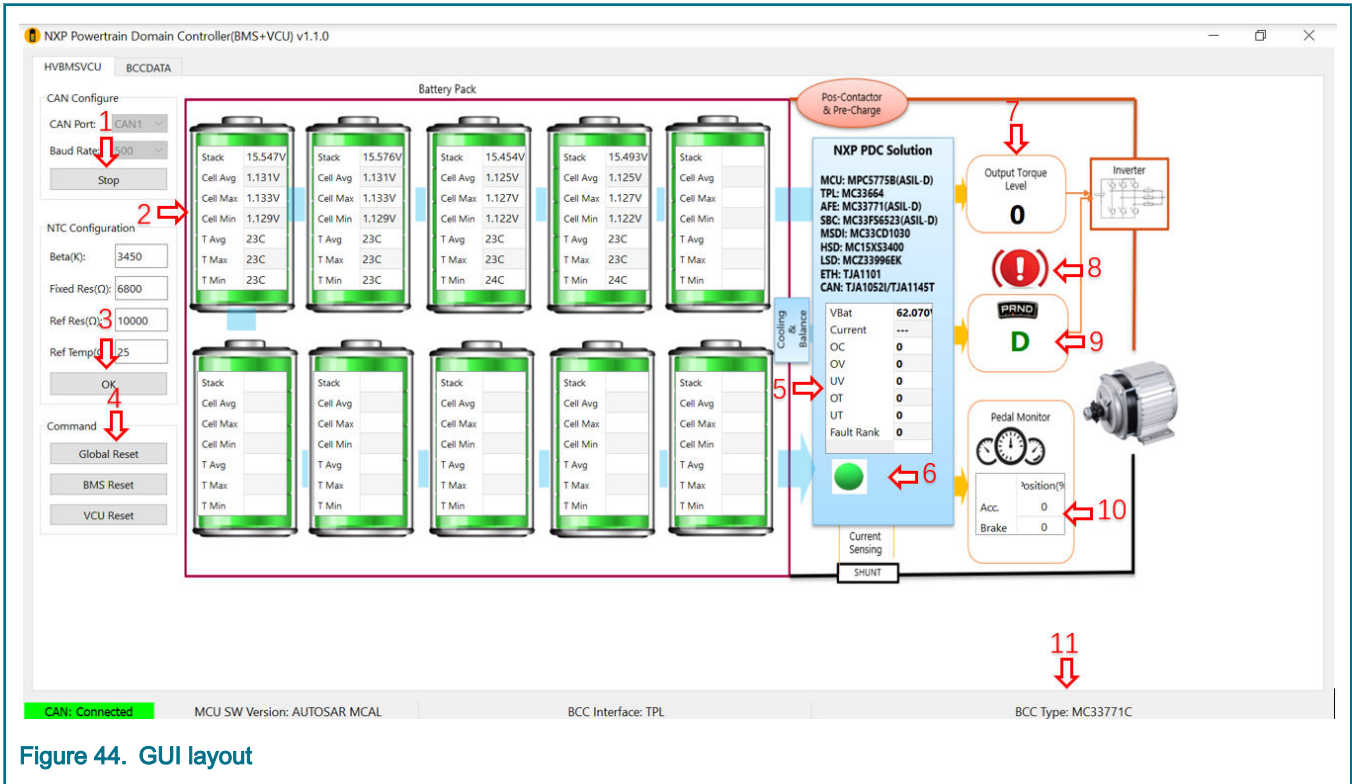 NXP Powertrain Domain Controller(BMS+VCU) v1.1.0
HVBMSVCU
BCCDATA
CAN Configure
CAN Port:
CAN1
1
Baud Rate:
500
Stop
NTC Configuration
Beta(K):
3450
Fixed Res(Ω):
6800
Ref Res(Ω):
10000
3
Ref Temp(
25
OK
4
Command
Global Reset
BMS Reset
VCU Reset
Battery Pack
2
Stack 15.547V
Cell Avg 1.131V
Cell Max 1.133V
Cell Min 1.129V
T Avg 23C
T Max 23C
T Min 23C
Stack 15.576V
Cell Avg 1.131V
Cell Max 1.133V
Cell Min 1.129V
T Avg 23C
T Max 23C
T Min 23C
Stack 15.454V
Cell Avg 1.125V
Cell Max 1.127V
Cell Min 1.122V
T Avg 23C
T Max 23C
T Min 24C
Stack 15.493V
Cell Avg 1.125V
Cell Max 1.127V
Cell Min 1.122V
T Avg 23C
T Max 23C
T Min 24C
Stack
Cell Avg
Cell Max
Cell Min
T Avg
T Max
T Min
Stack
Cell Avg
Cell Max
Cell Min
T Avg
T Max
T Min
Stack
Cell Avg
Cell Max
Cell Min
T Avg
T Max
T Min
Stack
Cell Avg
Cell Max
Cell Min
T Avg
T Max
T Min
Stack
Cell Avg
Cell Max
Cell Min
T Avg
T Max
T Min
Stack
Cell Avg
Cell Max
Cell Min
T Avg
T Max
T Min
Pos-Contactor
& Pre-Charge
Cooling
&
Balance
NXP PDC Solution
MCU: MPC5775B(ASIL-D)
TPL: MC33664
AFE: MC33771(ASIL-D)
SBC: MC33FS6523(ASIL-D)
MSDI: MC33CD1030
HSD: MC15XS3400
LSD: MCZ33996EK
ETH: TJA1101
CAN: TJA1052I/TJA1145T
VBat 62.070V
Current ---
OC 0
OV 0
UV 0
OT 0
UT 0
Fault Rank 0
5
6
Current
Sensing
SHUNT
7
Output Torque
Level
0
Inverter
8
PRND
D
9
Pedal Monitor
Position(%
Acc. 0
Brake 0
10
11
CAN: Connected
MCU SW Version: AUTOSAR MCAL
BCC Interface: TPL
BCC Type: MC33771C
Figure 44. GUI layout